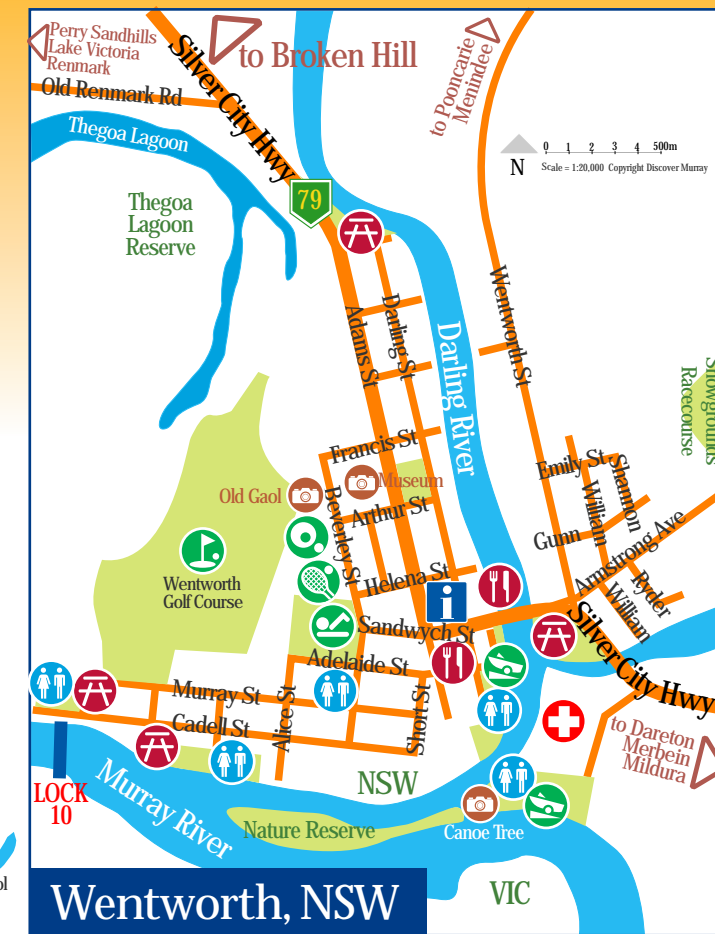 Perry Sandhills
Lake Victoria
Renmark
to Broken Hill
to Pooncarie
Menindee
Silver City Hwy
Old Renmark Rd
Thegoa Lagoon
0 1 2 3 4 500m
N
Scale = 1:20,000 Copyright Discover Murray
Thegoa
Lagoon
Reserve
79
Wentworth St
Adams St
Darling St
Darling River
Showgrounds
Racecourse
Francis St
Emily St
Shannon
William
Old Gaol
Museum
Beverley St
Arthur St
Gunn
Armstrong Ave
Wentworth
Golf Course
Helena St
i
Ryder
William
Sandwych St
Silver City Hwy
Adelaide St
Murray St
Cadell St
Alice St
Short St
to Dareton
Merbein
Mildura
LOCK
10
Murray River
NSW
Nature Reserve
Canoe Tree
VIC
ol
Wentworth, NSW